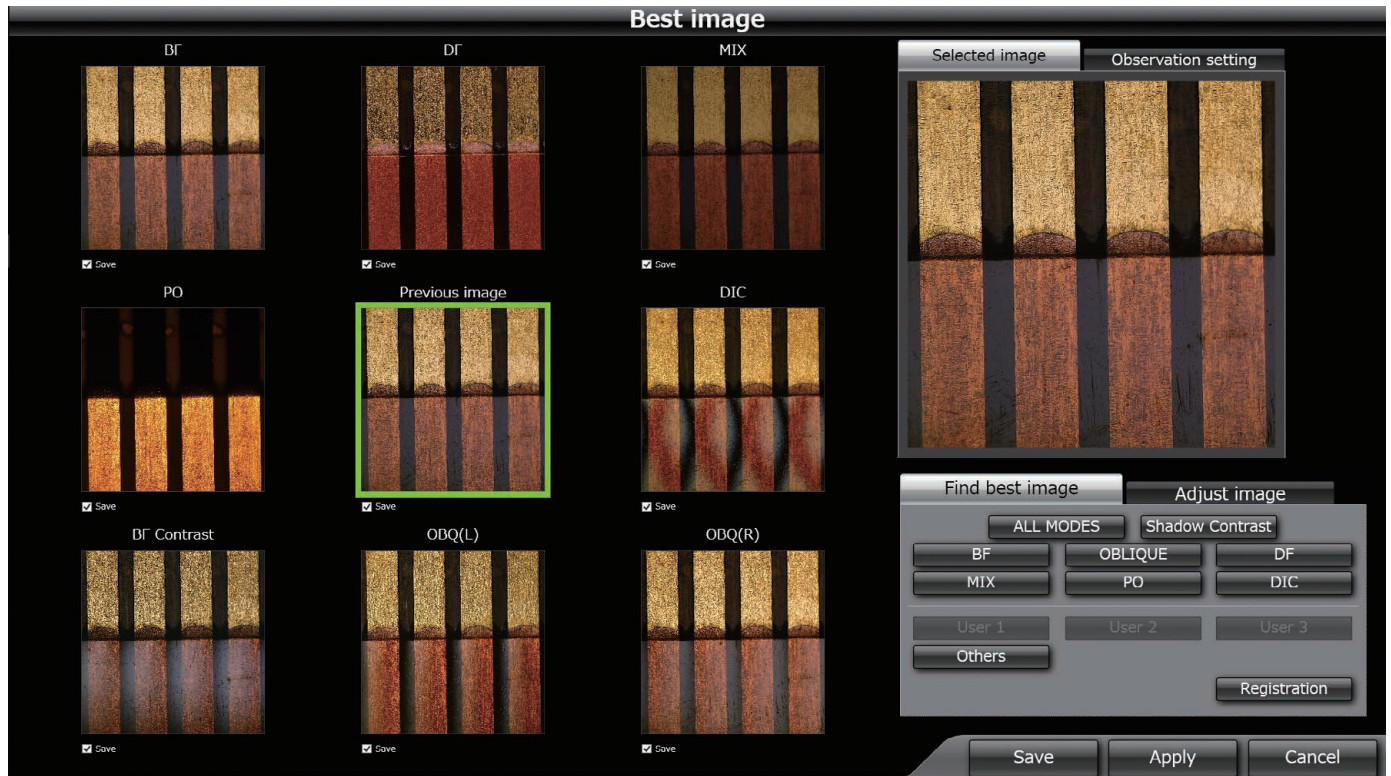 Best image
BF
DF
MIX
Save
Save
Save
PO
Previous image
DIC
Save
Save
Save
BF Contrast
OBQ(L)
OBQ(R)
Save
Save
Save
Selected image
Observation setting
Find best image
Adjust image
ALL MODES
Shadow Contrast
BF
OBLIQUE
DF
MIX
PO
DIC
User 1
User 2
User 3
Others
Registration
Save
Apply
Cancel